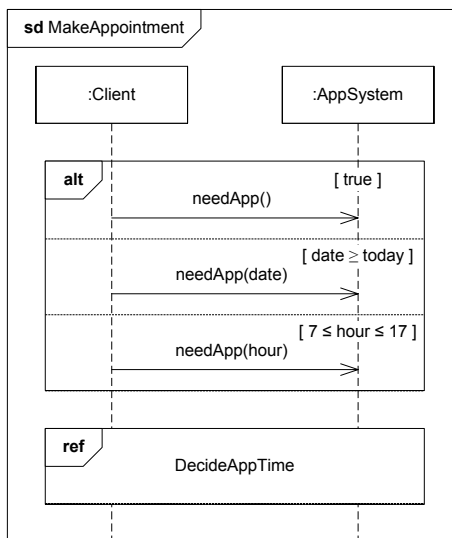 sd MakeAppointment
:Client
:AppSystem
alt
[ true ]
needApp()
[ date ≥ today ]
needApp(date)
[ 7 ≤ hour ≤ 17 ]
needApp(hour)
ref
DecideAppTime